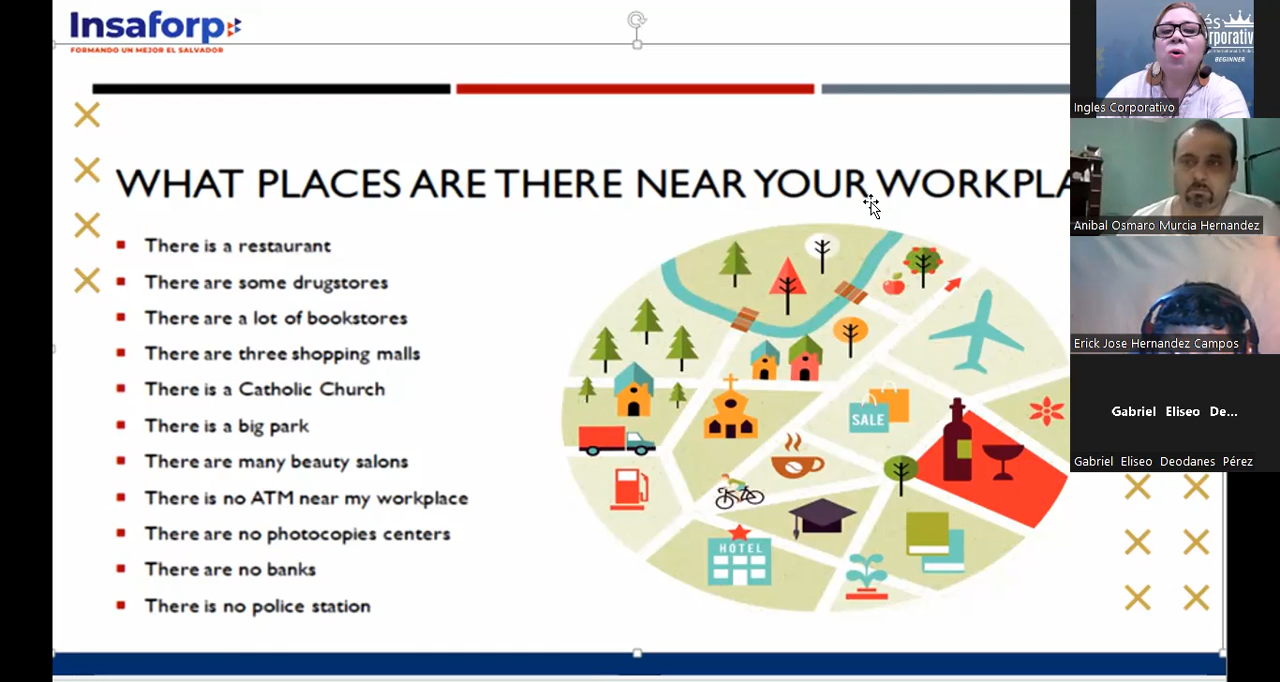 Insaforp
FORMANDO UN MEJOR EL SALVADOR
WHAT PLACES ARE THERE NEAR YOUR WORKPLA
There is a restaurant
There are some drugstores
There are a lot of bookstores
There are three shopping malls
There is a Catholic Church
There is a big park
There are many beauty salons
There is no ATM near my workplace
There are no photocopies centers
There are no banks
There is no police station
SALE
HOTEL
és
rporativ
BEGINNER
Ingles Corporativo
Anibal Osmaro Murcia Hernandez
Erick Jose Hernandez Campos
Gabriel Eliseo De...
Gabriel Eliseo Deodanes Pérez